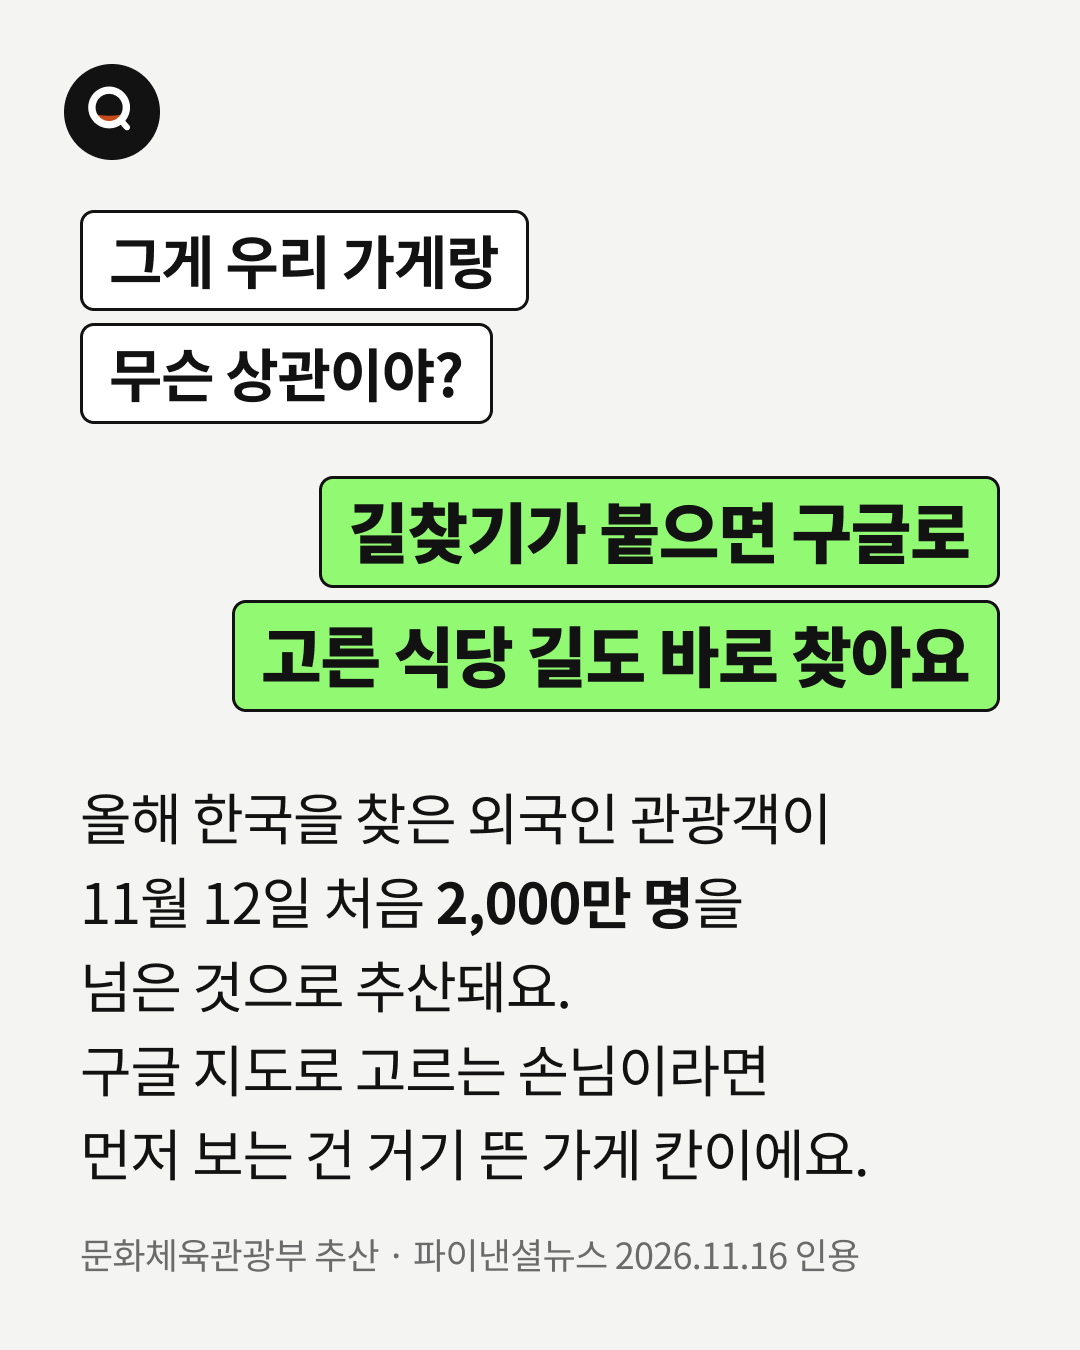 그게 우리 가게랑
무슨 상관이야?
길찾기가 붙으면 구글로
고른 식당 길도 바로 찾아요
올해 한국을 찾은 외국인 관광객이
11월 12일 처음 2,000만 명을
넘은 것으로 추산돼요.
구글 지도로 고르는 손님이라면
먼저 보는 건 거기 뜬 가게 칸이에요.
문화체육관광부 추산 · 파이낸셜뉴스 2026.11.16 인용